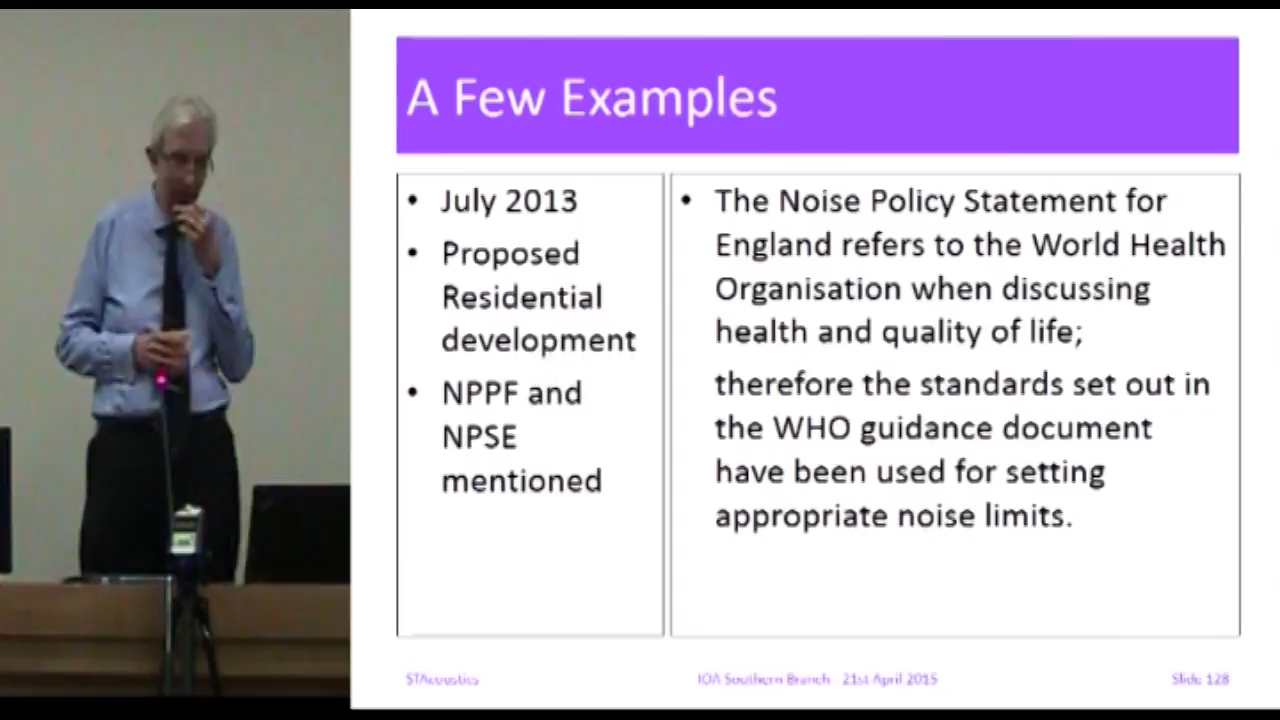 A Few Examples
• July 2013
• Proposed
Residential
development
• NPPF and
NPSE
mentioned
• The Noise Policy Statement for
England refers to the World Health
Organisation when discussing
health and quality of life;
therefore the standards set out in
the WHO guidance document
have been used for setting
appropriate noise limits.
STAcoustics
IOA Southern Branch 21st April 2015
Slide 128